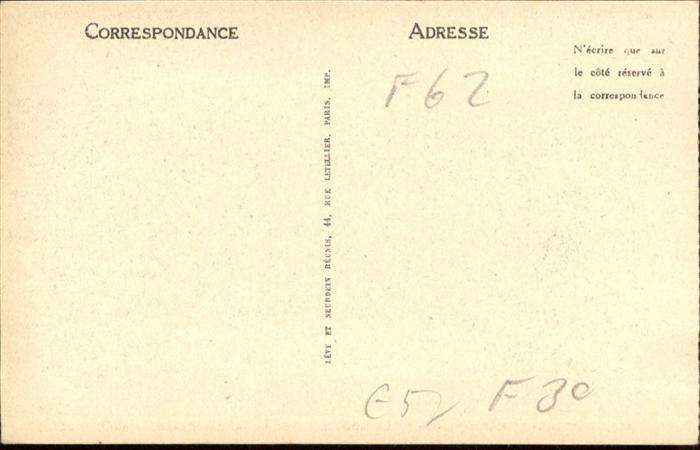 CORRESPONDANCE
ADRESSE
N'écrire que sur
le côté réservé à
la correspondance
F62
LÉVY ET NEURDEIN RÉUNIS, 44, RUE LETELLIER, PARIS, IMP.
F 30